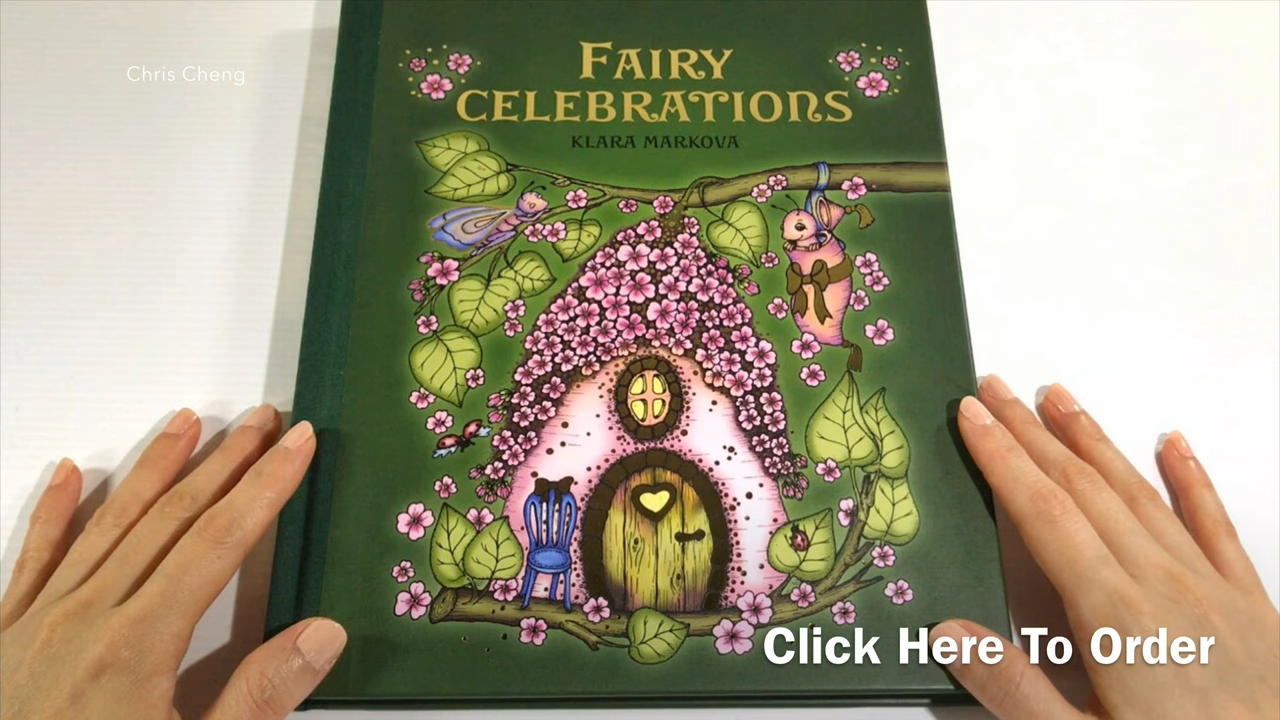 Chris Cheng
FAIRY
CELEBRATIONS
KLARA MARKOVA
Click Here To Order